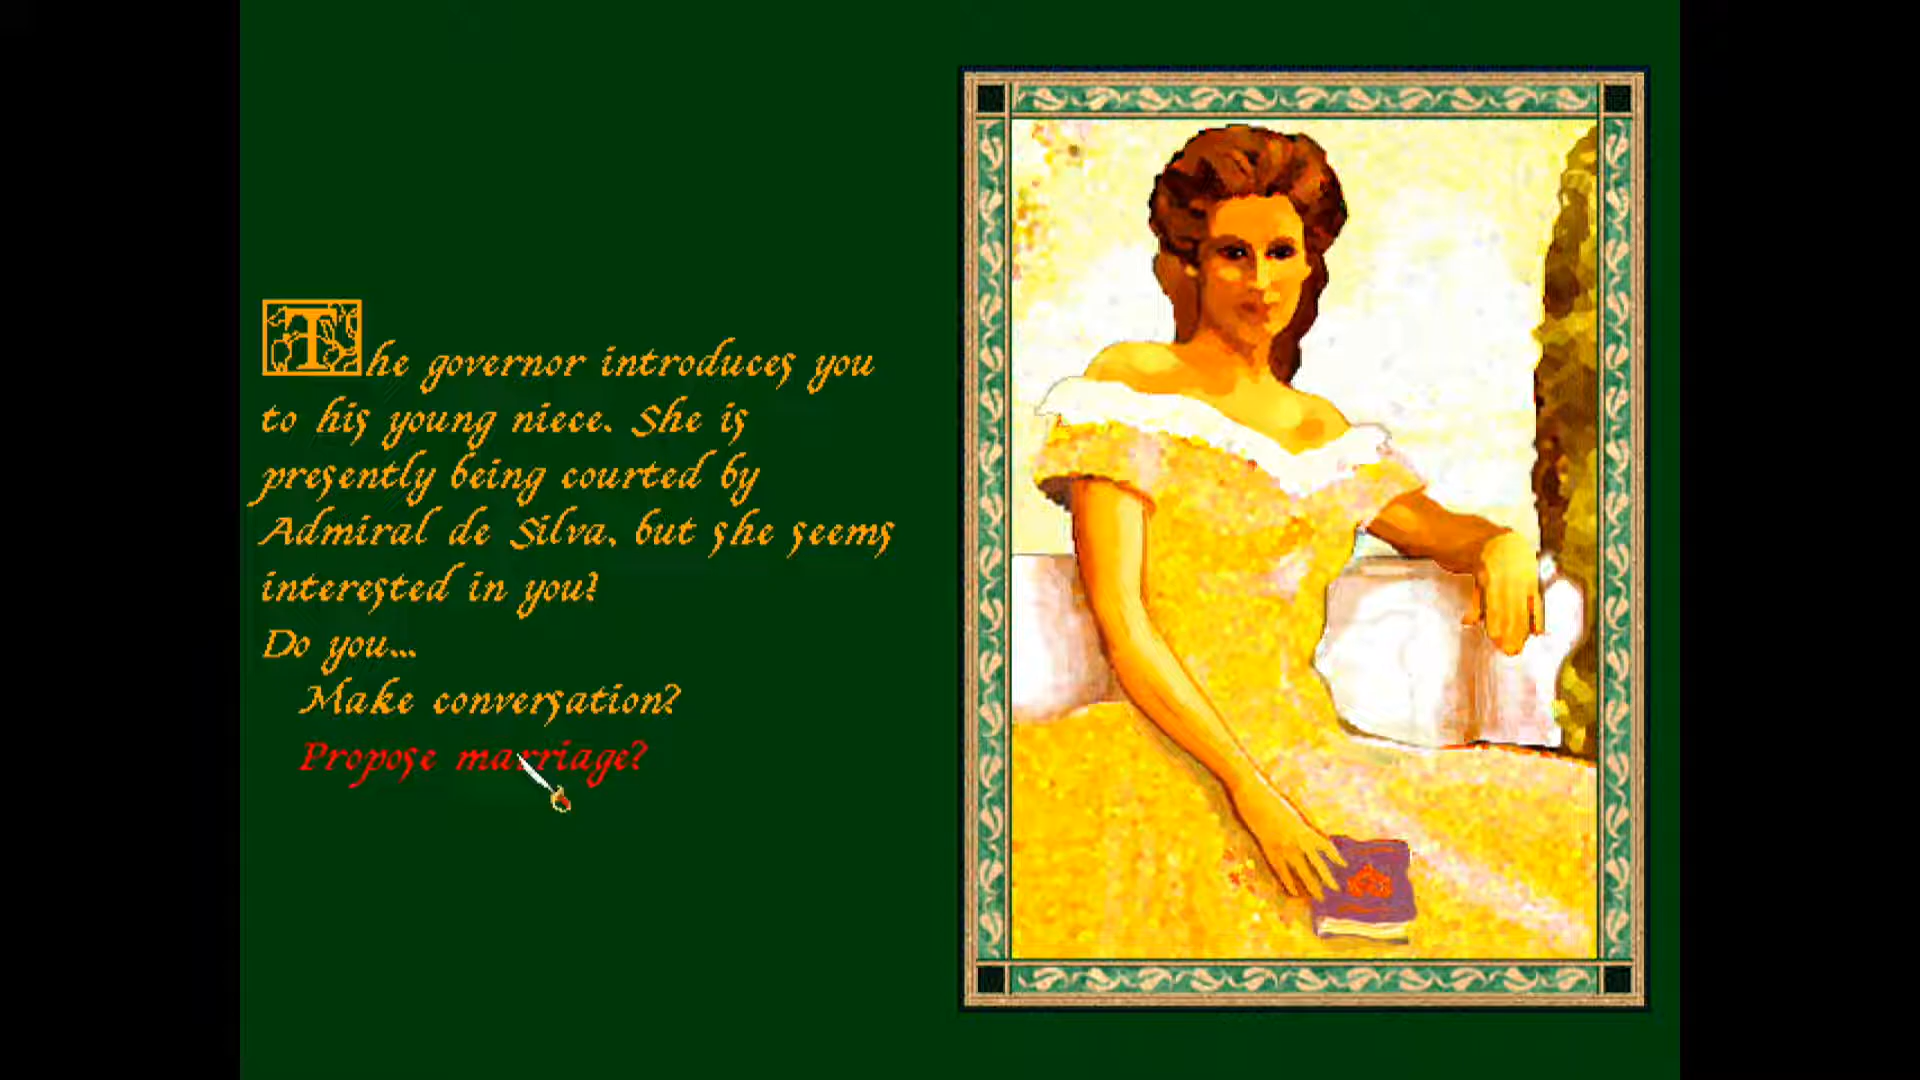 The governor introduces you
to his young niece. She is
presently being courted by
Admiral de Silva, but she seems
interested in you!
Do you...
Make conversation?
Propose marriage?